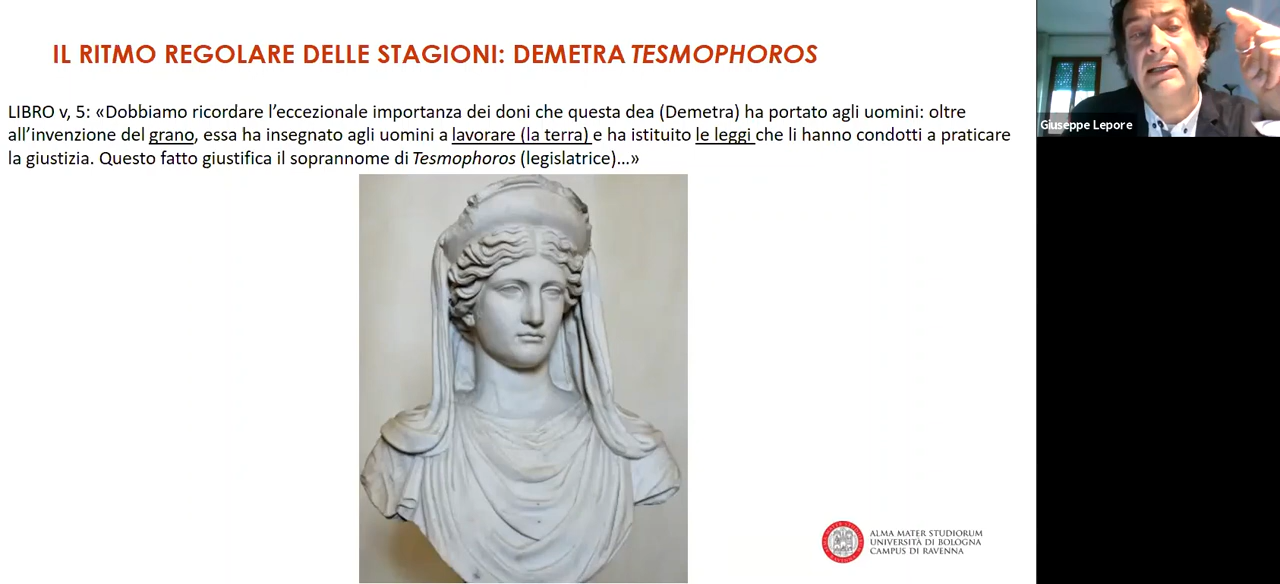 IL RITMO REGOLARE DELLE STAGIONI: DEMETRA TESMOPHOROS
LIBRO v, 5: «Dobbiamo ricordare l’eccezionale importanza dei doni che questa dea (Demetra) ha portato agli uomini: oltre
all’invenzione del grano, essa ha insegnato agli uomini a lavorare (la terra) e ha istituito le leggi che li hanno condotti a praticare
la giustizia. Questo fatto giustifica il soprannome di Tesmophoros (legislatrice)…»
Giuseppe Lepore
ALMA MATER STUDIORUM
UNIVERSITÀ DI BOLOGNA
CAMPUS DI RAVENNA